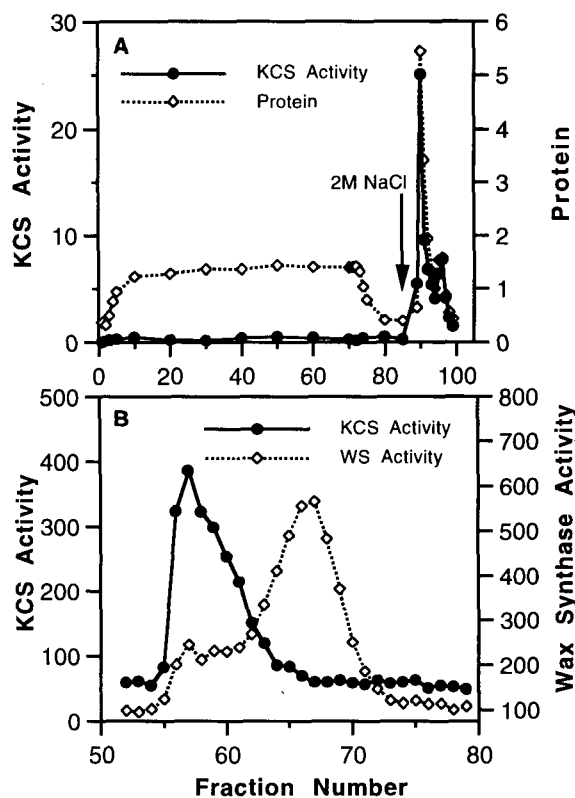 A
KCS Activity
Protein
2M NaCl
KCS Activity
Protein
30
20
10
0
6
5
4
3
2
1
0
0 20 40 60 80 100
B
KCS Activity
WS Activity
KCS Activity
Wax Synthase Activity
500
400
300
200
100
0
800
700
600
500
400
300
200
100
50 60 70 80
Fraction Number